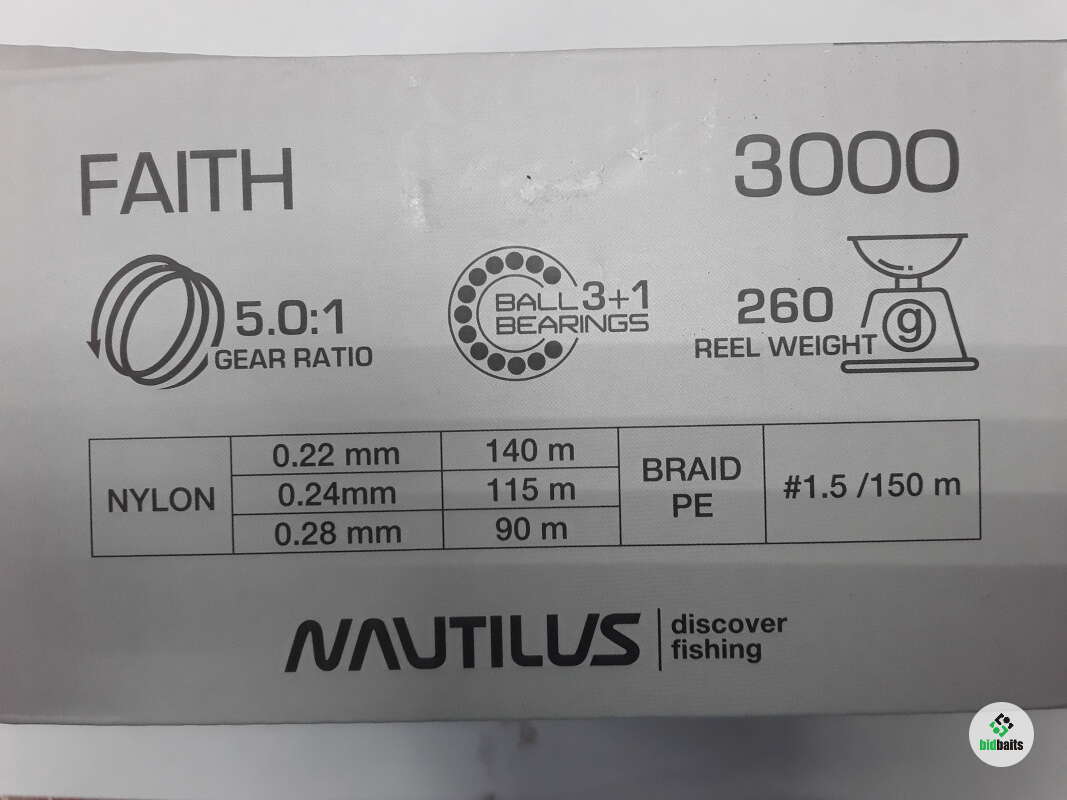 FAITH
3000
5.0:1
GEAR RATIO
BALL 3+1
BEARINGS
260
REEL WEIGHT
g
NYLON
0.22 mm 140 m
0.24mm 115 m
0.28 mm 90 m
BRAID
PE
#1.5 /150 m
NAUTILUS
discover
fishing
bidbaits